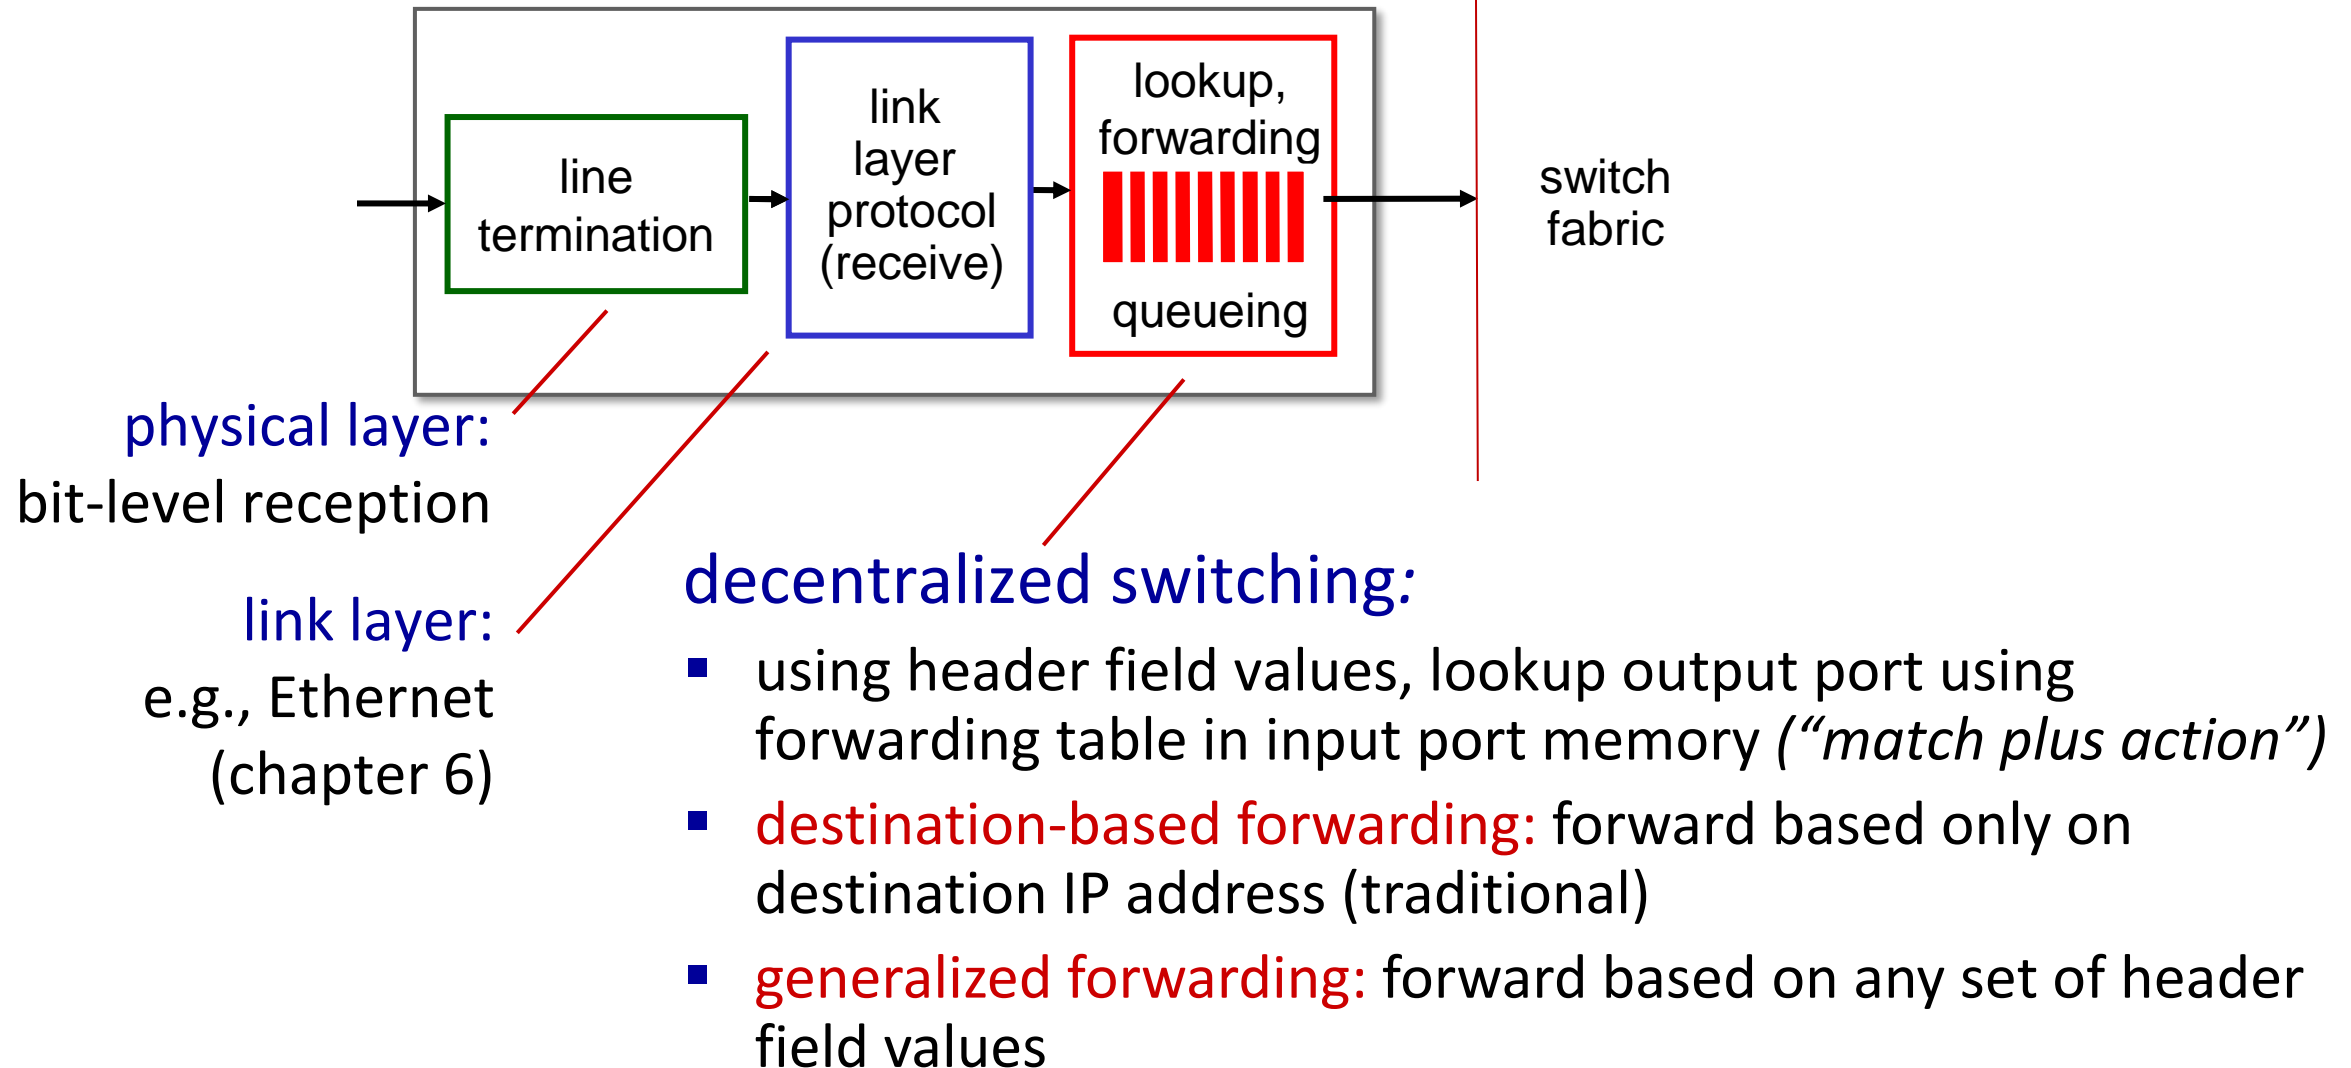 line
termination
link
layer
protocol
(receive)
lookup,
forwarding
queueing
switch
fabric
physical layer:
bit-level reception
link layer:
e.g., Ethernet
(chapter 6)
decentralized switching:
▪ using header field values, lookup output port using
forwarding table in input port memory (“match plus action”)
▪ destination-based forwarding: forward based only on
destination IP address (traditional)
▪ generalized forwarding: forward based on any set of header
field values